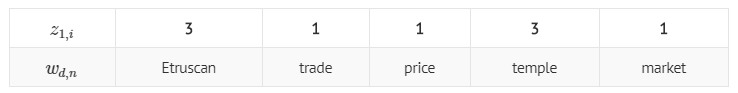 z1,i 3 1 1 3 1
wd,n Etruscan trade price temple market